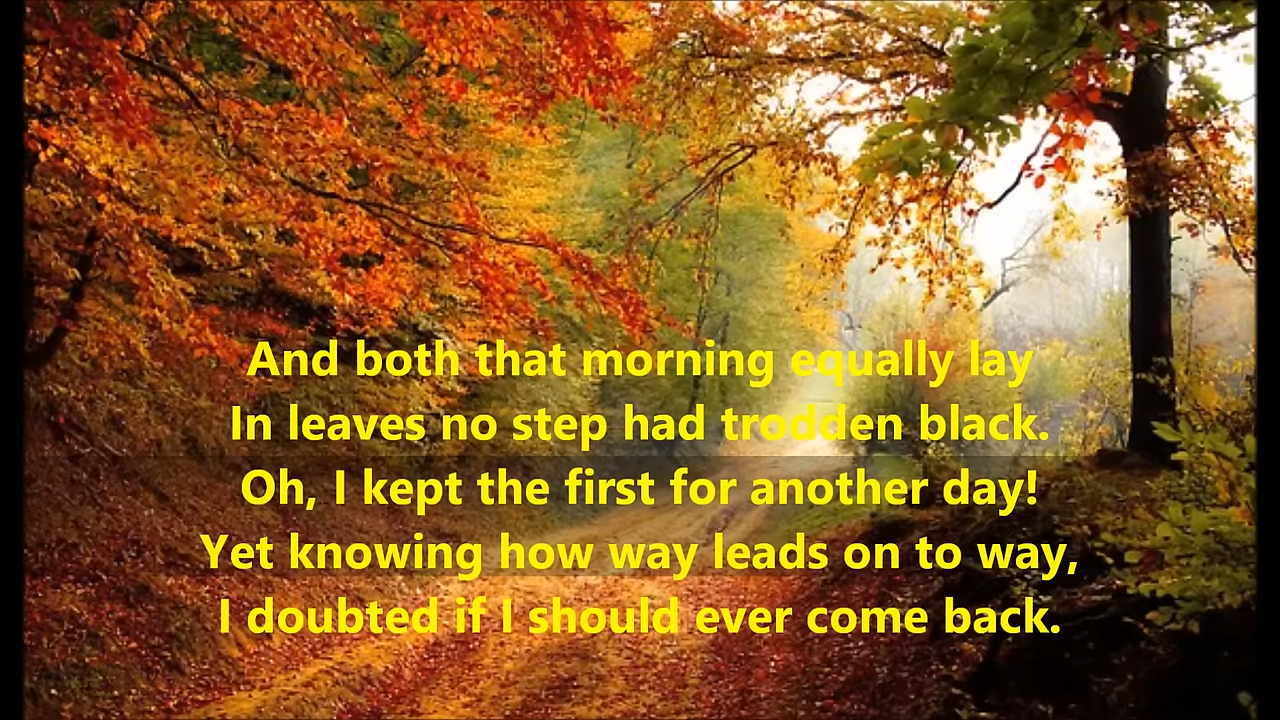 And both that morning equally lay
In leaves no step had trodden black.
Oh, I kept the first for another day!
Yet knowing how way leads on to way,
I doubted if I should ever come back.